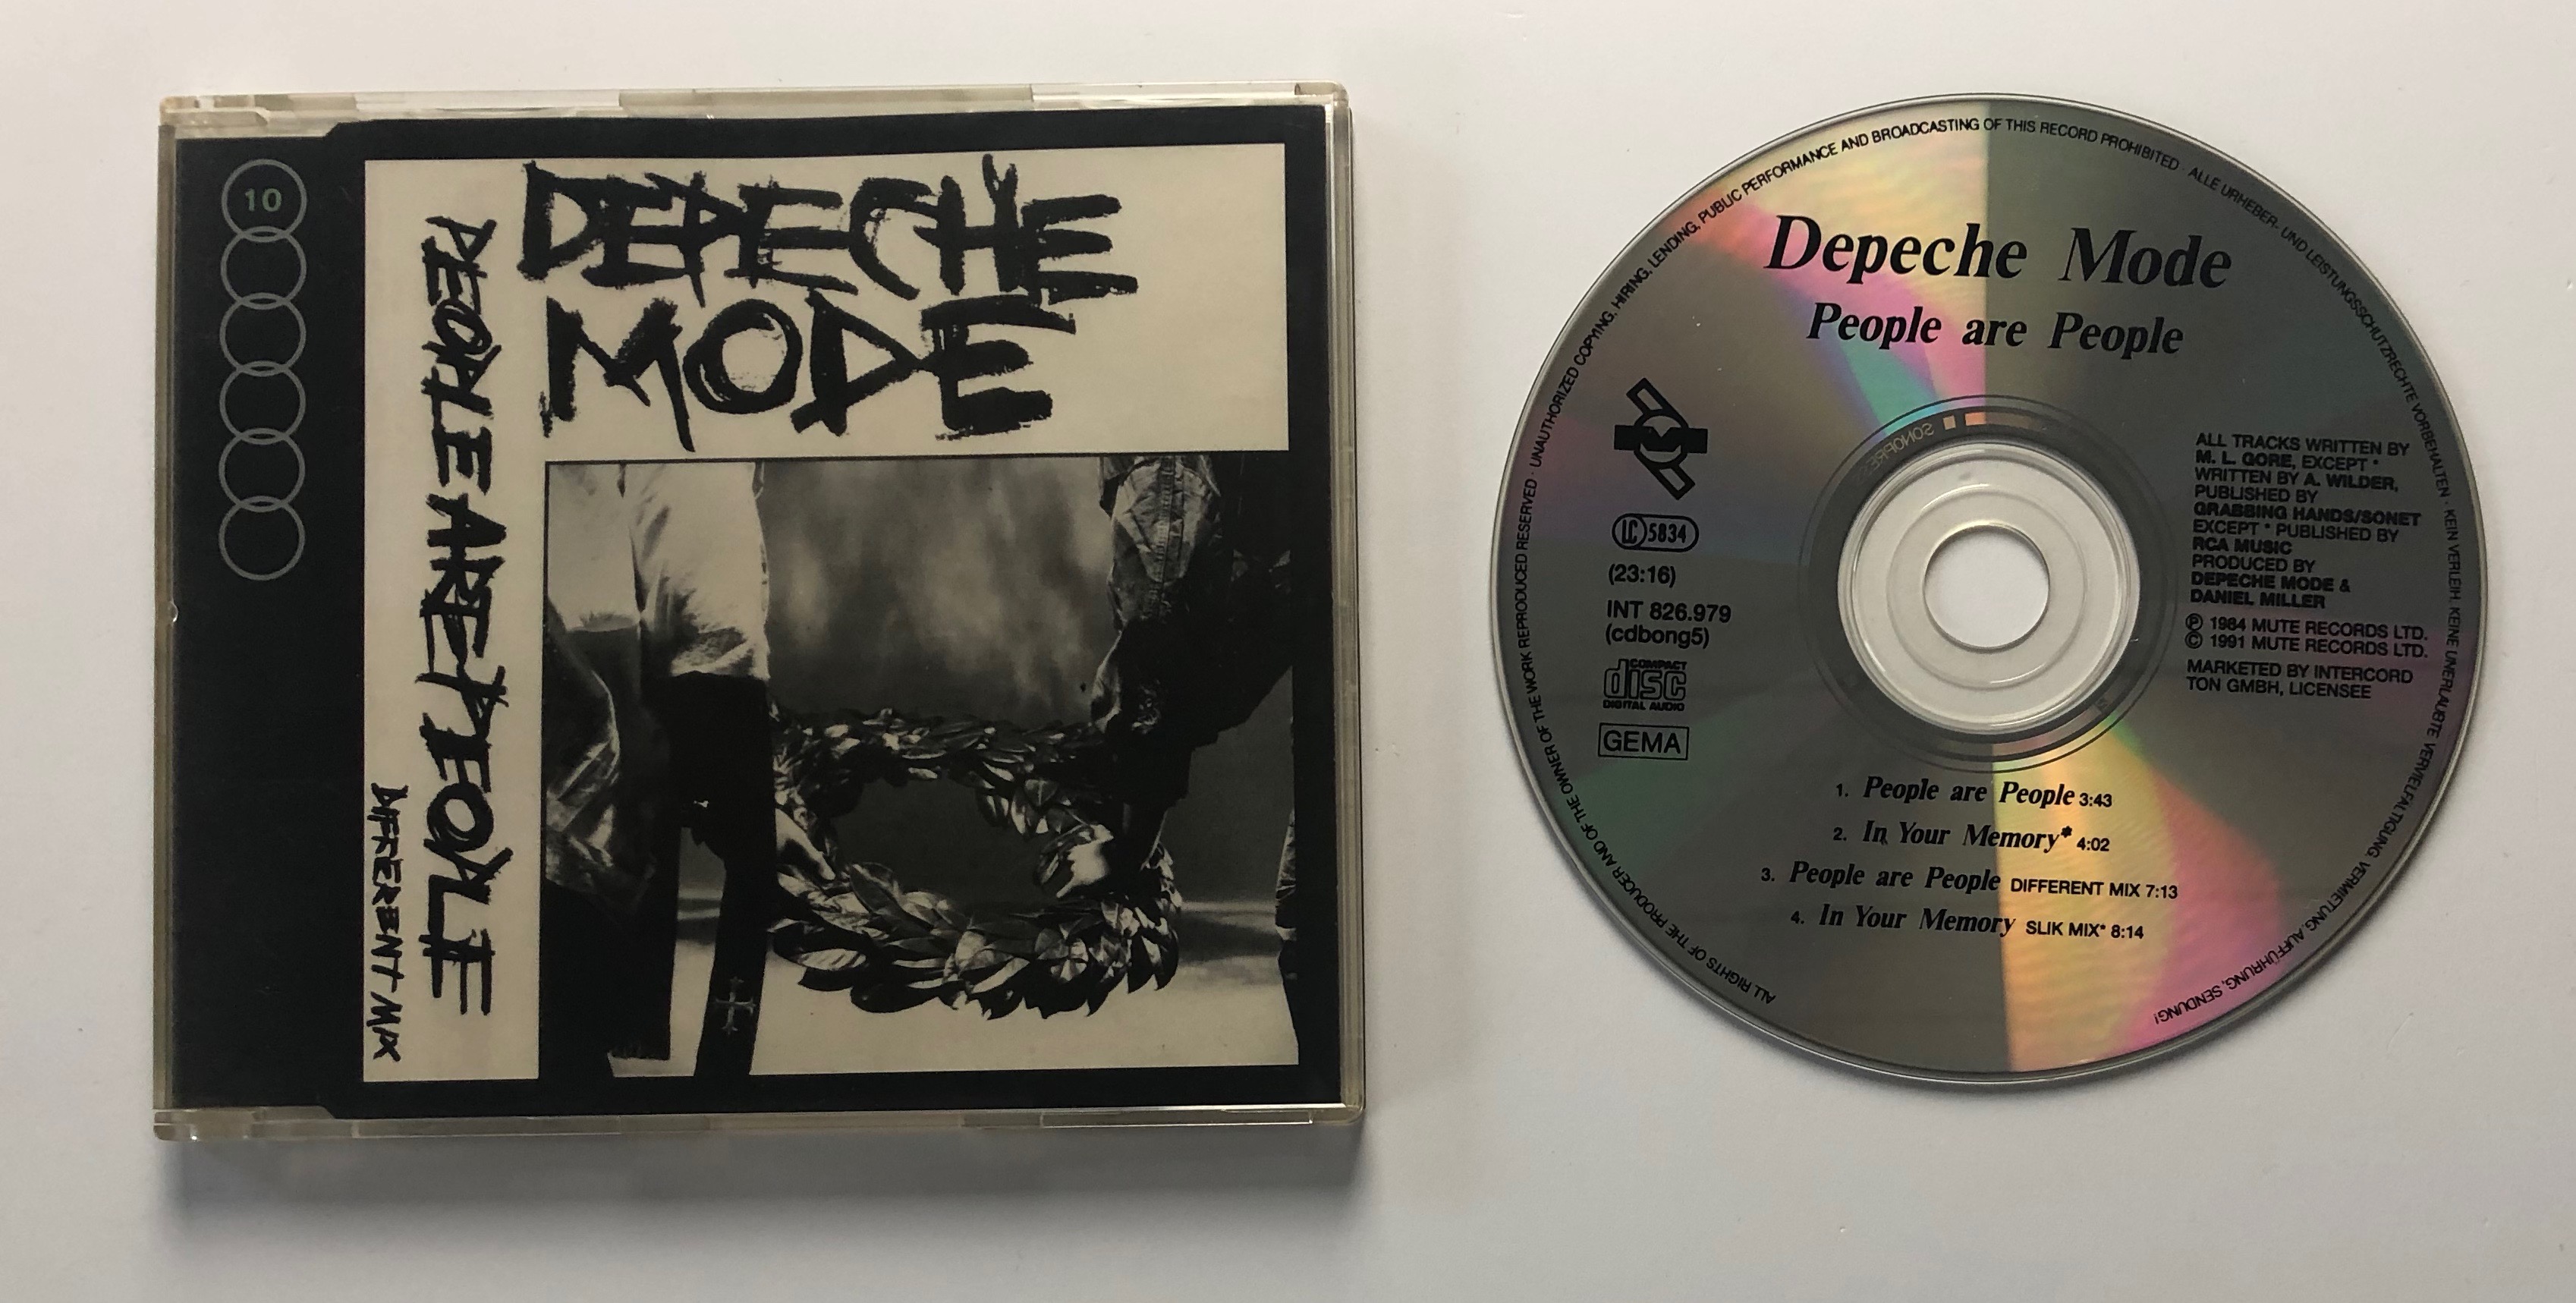 10
DEPECHE
MODE
PEOPLE ARE PEOPLE
DIFFERENT MIX
ALL RIGHTS OF THE PRODUCER AND OF THE OWNER OF THE WORK REPRODUCED RESERVED · UNAUTHORIZED COPYING, HIRING, LENDING, PUBLIC PERFORMANCE AND BROADCASTING OF THIS RECORD PROHIBITED · ALLE URHEBER- UND LEISTUNGSSCHUTZRECHTE VORBEHALTEN · KEIN VERLEIH, KEINE UNERLAUBTE VERVIELFÄLTIGUNG, VERMIETUNG, AUFFÜHRUNG, SENDUNG!
Depeche Mode
People are People
LC 5834
(23:16)
INT 826.979
(cdbong5)
COMPACT
disc
DIGITAL AUDIO
GEMA
SONOPRESS
ALL TRACKS WRITTEN BY
M. L. GORE, EXCEPT *
WRITTEN BY A. WILDER,
PUBLISHED BY
GRABBING HANDS/SONET
EXCEPT * PUBLISHED BY
RCA MUSIC
PRODUCED BY
DEPECHE MODE &
DANIEL MILLER
℗ 1984 MUTE RECORDS LTD.
© 1991 MUTE RECORDS LTD.
MARKETED BY INTERCORD
TON GMBH, LICENSEE
1. People are People 3:43
2. In Your Memory* 4:02
3. People are People DIFFERENT MIX 7:13
4. In Your Memory SLIK MIX* 8:14